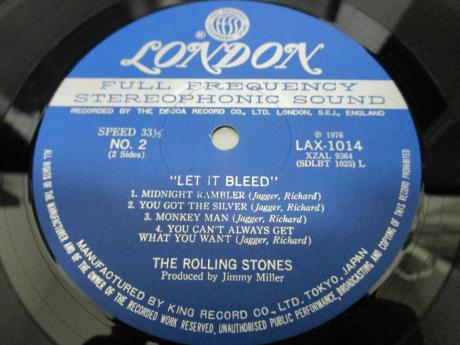 LONDON
FULL FREQUENCY
STEREOPHONIC SOUND
RECORDED BY THE DECCA RECORD CO., LTD. LONDON, S.E.I., ENGLAND
SPEED 33⅓
NO. 2
(2 Sides)
℗ 1976
LAX-1014
XZAL 9364
(SDLBT 1025) L
"LET IT BLEED"
1. MIDNIGHT RAMBLER (Jagger, Richard)
2. YOU GOT THE SILVER (Jagger, Richard)
3. MONKEY MAN (Jagger, Richard)
4. YOU CAN'T ALWAYS GET
WHAT YOU WANT (Jagger, Richard)
THE ROLLING STONES
Produced by Jimmy Miller
MANUFACTURED BY KING RECORD CO., LTD. TOKYO, JAPAN
ALL RIGHTS OF THE MANUFACTURER AND OF THE OWNER OF THE RECORDED WORK RESERVED, UNAUTHORISED PUBLIC PERFORMANCE, BROADCASTING AND COPYING OF THIS RECORD PROHIBITED